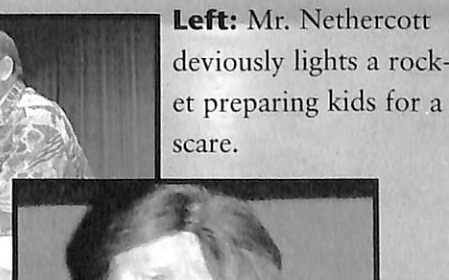 Left: Mr. Nethercott
deviously lights a rock-
et preparing kids for a
scare.